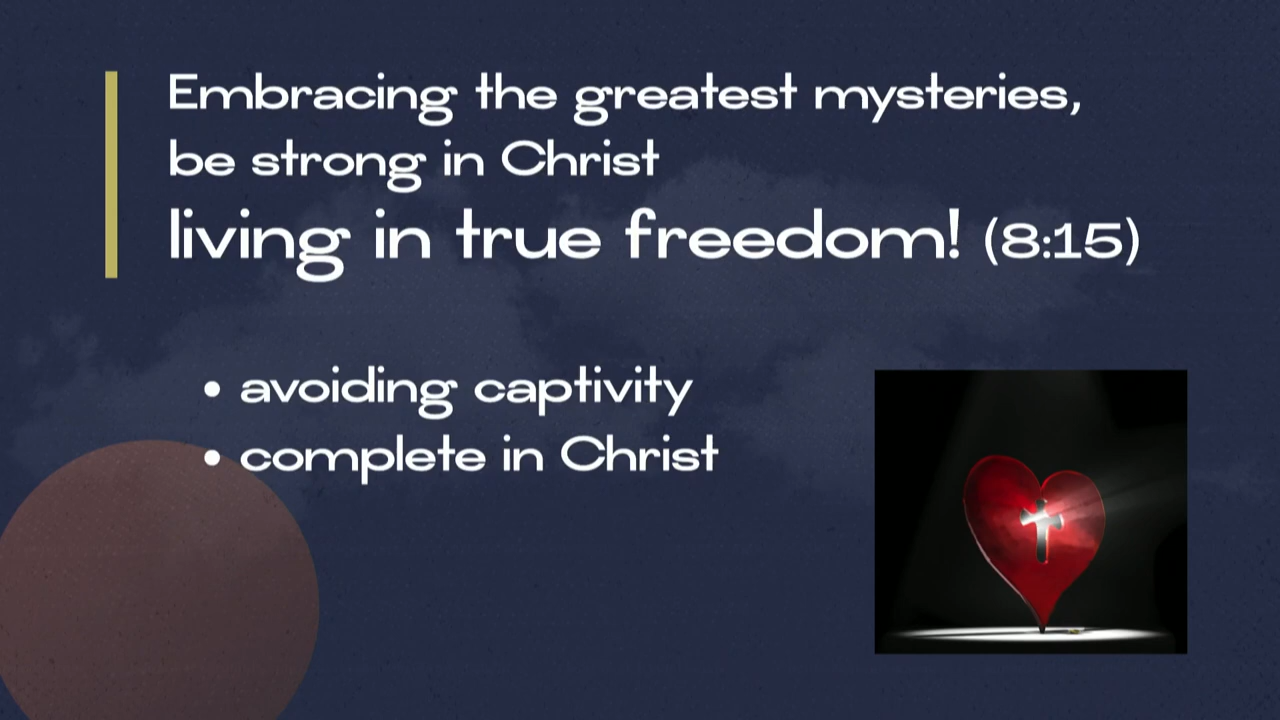 Embracing the greatest mysteries,
be strong in Christ
living in true freedom! (8:15)
• avoiding captivity
• complete in Christ